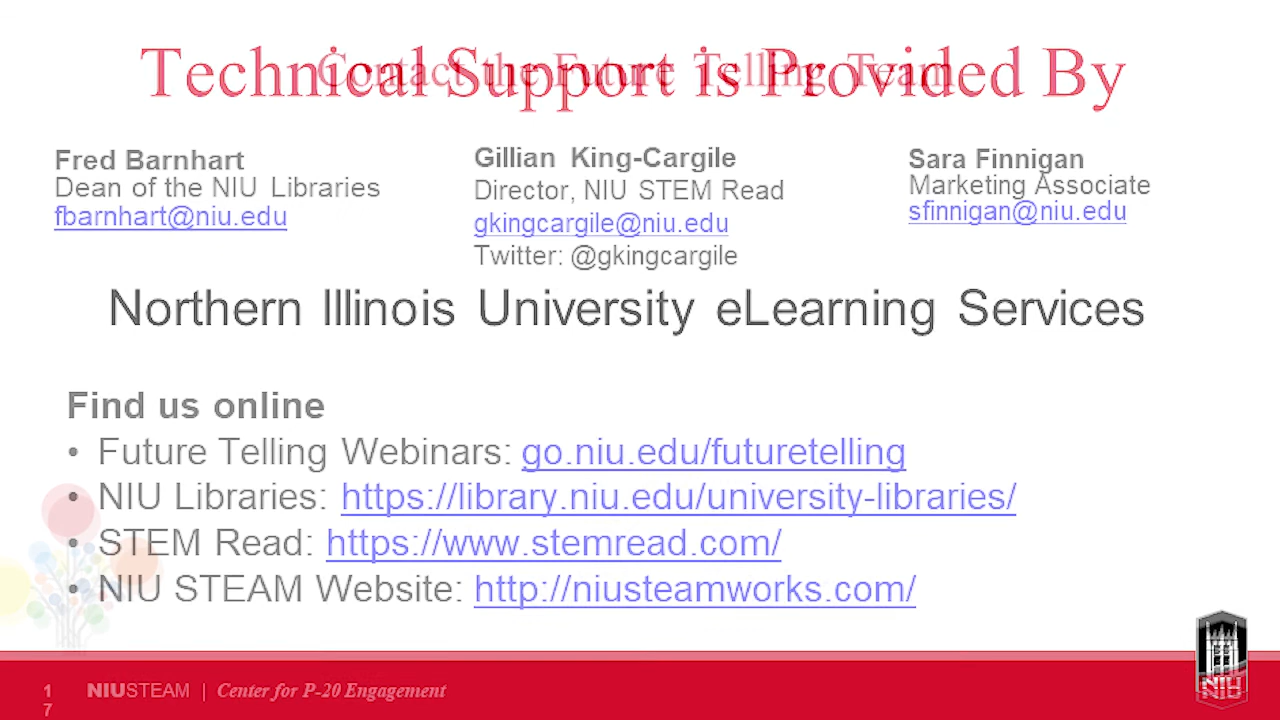 Technical Support is Provided By
Contact the Future Telling Team
Fred Barnhart
Dean of the NIU Libraries
fbarnhart@niu.edu
Gillian King-Cargile
Director, NIU STEM Read
gkingcargile@niu.edu
Twitter: @gkingcargile
Sara Finnigan
Marketing Associate
sfinnigan@niu.edu
Northern Illinois University eLearning Services
Find us online
• Future Telling Webinars: go.niu.edu/futuretelling
• NIU Libraries: https://library.niu.edu/university-libraries/
• STEM Read: https://www.stemread.com/
• NIU STEAM Website: http://niusteamworks.com/
1
7
NIUSTEAM | Center for P-20 Engagement
NIU